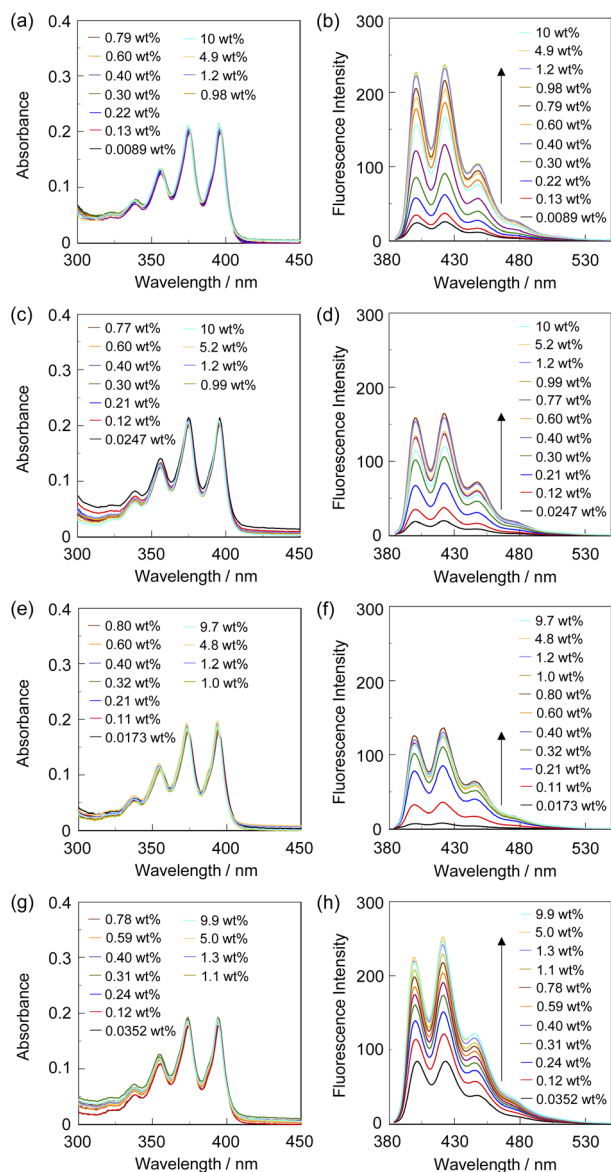 (a)
0.4
0.3
0.2
0.1
0
Absorbance
0.79 wt%
0.60 wt%
0.40 wt%
0.30 wt%
0.22 wt%
0.13 wt%
0.0089 wt%
10 wt%
4.9 wt%
1.2 wt%
0.98 wt%
300
350
400
450
Wavelength / nm
(b)
300
200
100
0
Fluorescence Intensity
10 wt%
4.9 wt%
1.2 wt%
0.98 wt%
0.79 wt%
0.60 wt%
0.40 wt%
0.30 wt%
0.22 wt%
0.13 wt%
0.0089 wt%
380
430
480
530
Wavelength / nm
(c)
0.4
0.3
0.2
0.1
0
Absorbance
0.77 wt%
0.60 wt%
0.40 wt%
0.30 wt%
0.21 wt%
0.12 wt%
0.0247 wt%
10 wt%
5.2 wt%
1.2 wt%
0.99 wt%
300
350
400
450
Wavelength / nm
(d)
300
200
100
0
Fluorescence Intensity
10 wt%
5.2 wt%
1.2 wt%
0.99 wt%
0.77 wt%
0.60 wt%
0.40 wt%
0.30 wt%
0.21 wt%
0.12 wt%
0.0247 wt%
380
430
480
530
Wavelength / nm
(e)
0.4
0.3
0.2
0.1
0
Absorbance
0.80 wt%
0.60 wt%
0.40 wt%
0.32 wt%
0.21 wt%
0.11 wt%
0.0173 wt%
9.7 wt%
4.8 wt%
1.2 wt%
1.0 wt%
300
350
400
450
Wavelength / nm
(f)
300
200
100
0
Fluorescence Intensity
9.7 wt%
4.8 wt%
1.2 wt%
1.0 wt%
0.80 wt%
0.60 wt%
0.40 wt%
0.32 wt%
0.21 wt%
0.11 wt%
0.0173 wt%
380
430
480
530
Wavelength / nm
(g)
0.4
0.3
0.2
0.1
0
Absorbance
0.78 wt%
0.59 wt%
0.40 wt%
0.31 wt%
0.24 wt%
0.12 wt%
0.0352 wt%
9.9 wt%
5.0 wt%
1.3 wt%
1.1 wt%
300
350
400
450
Wavelength / nm
(h)
300
200
100
0
Fluorescence Intensity
9.9 wt%
5.0 wt%
1.3 wt%
1.1 wt%
0.78 wt%
0.59 wt%
0.40 wt%
0.31 wt%
0.24 wt%
0.12 wt%
0.0352 wt%
380
430
480
530
Wavelength / nm